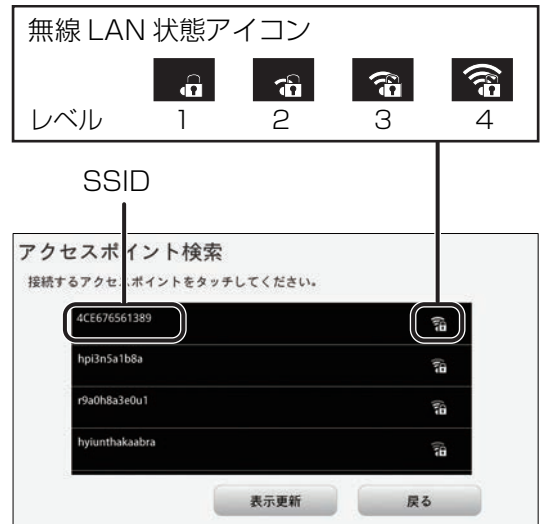 無線 LAN 状態アイコン
レベル 1 2 3 4
SSID
アクセスポイント検索
接続するアクセスポイントをタッチしてください。
4CE676561389
hpi3n5a1b8a
r9a0h8a3e0u1
hyiunthakaabra
表示更新 戻る